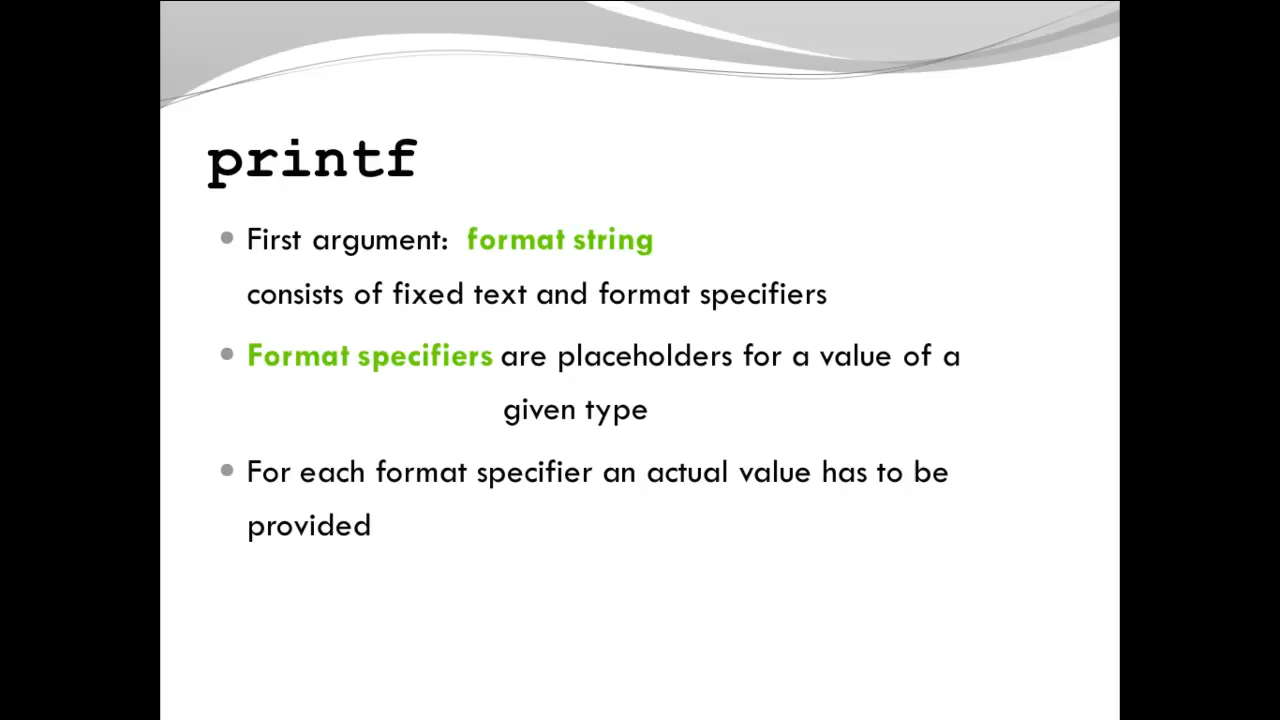 printf
First argument: format string
consists of fixed text and format specifiers
Format specifiers are placeholders for a value of a
given type
For each format specifier an actual value has to be
provided